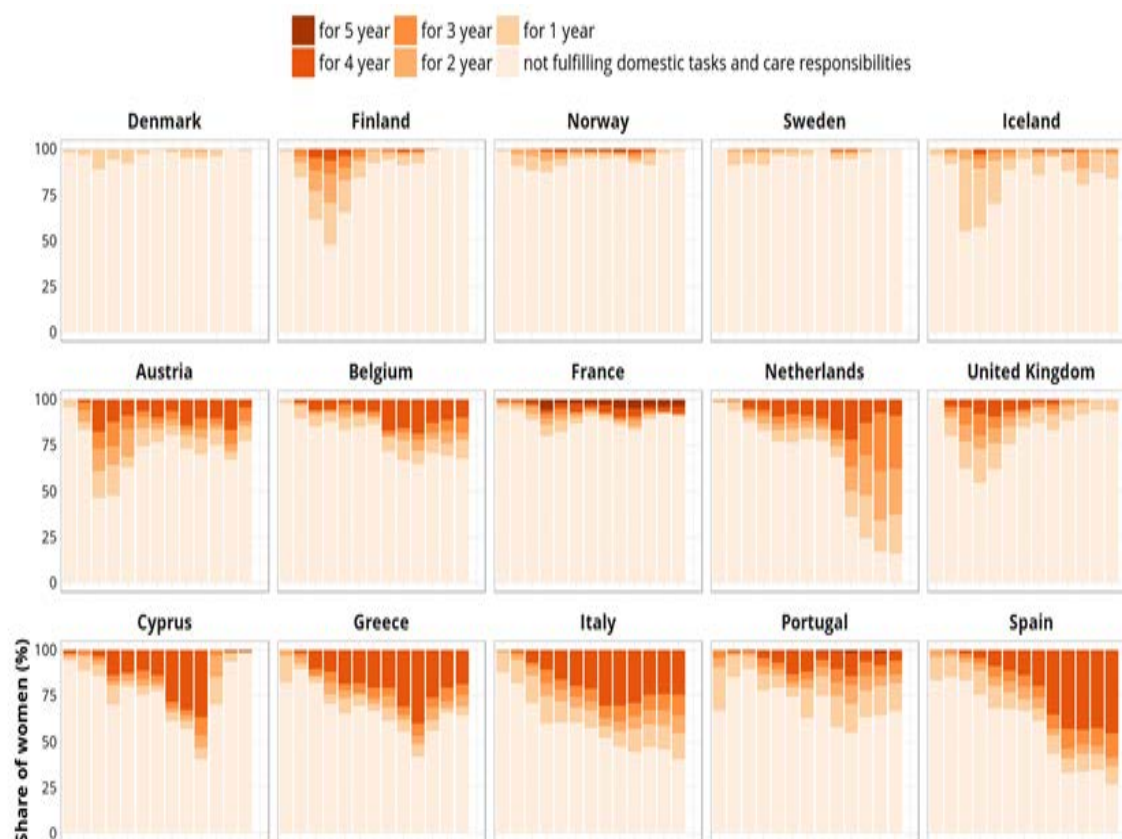 for 5 year for 3 year for 1 year
for 4 year for 2 year not fulfilling domestic tasks and care responsibilities
Denmark Finland Norway Sweden Iceland
100
75
50
25
0
Austria Belgium France Netherlands United Kingdom
100
75
50
25
0
Cyprus Greece Italy Portugal Spain
100
75
50
25
0
Share of women (%)